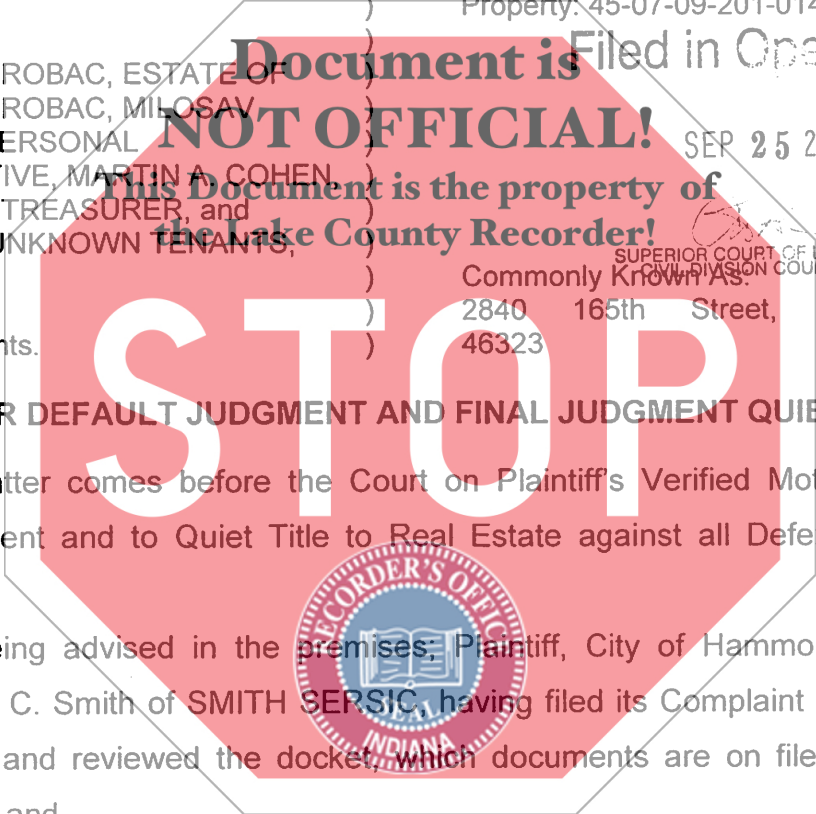 Property: 45-07-09-201-014
Filed in Ope
ROBAC, ESTATE OF )
ROBAC, MILOSAV )
ERSONAL )
SEP 25 2
IVE, MARTIN A. COHEN, )
TREASURER, and )
UNKNOWN TENANTS, )
Document is
NOT OFFICIAL!
This Document is the property of
the Lake County Recorder!
SUPERIOR COURT OF L
CIVIL DIVISION COU
) Commonly Known As:
) 2840 165th Street,
nts. ) 46323
STOP
R DEFAULT JUDGMENT AND FINAL JUDGMENT QUIE
tter comes before the Court on Plaintiff's Verified Mot
ent and to Quiet Title to Real Estate against all Defe
RECORDER'S OFFICE
SEAL
INDIANA
eing advised in the premises; Plaintiff, City of Hammo
C. Smith of SMITH SERSIC, having filed its Complaint
and reviewed the docket, which documents are on file
and